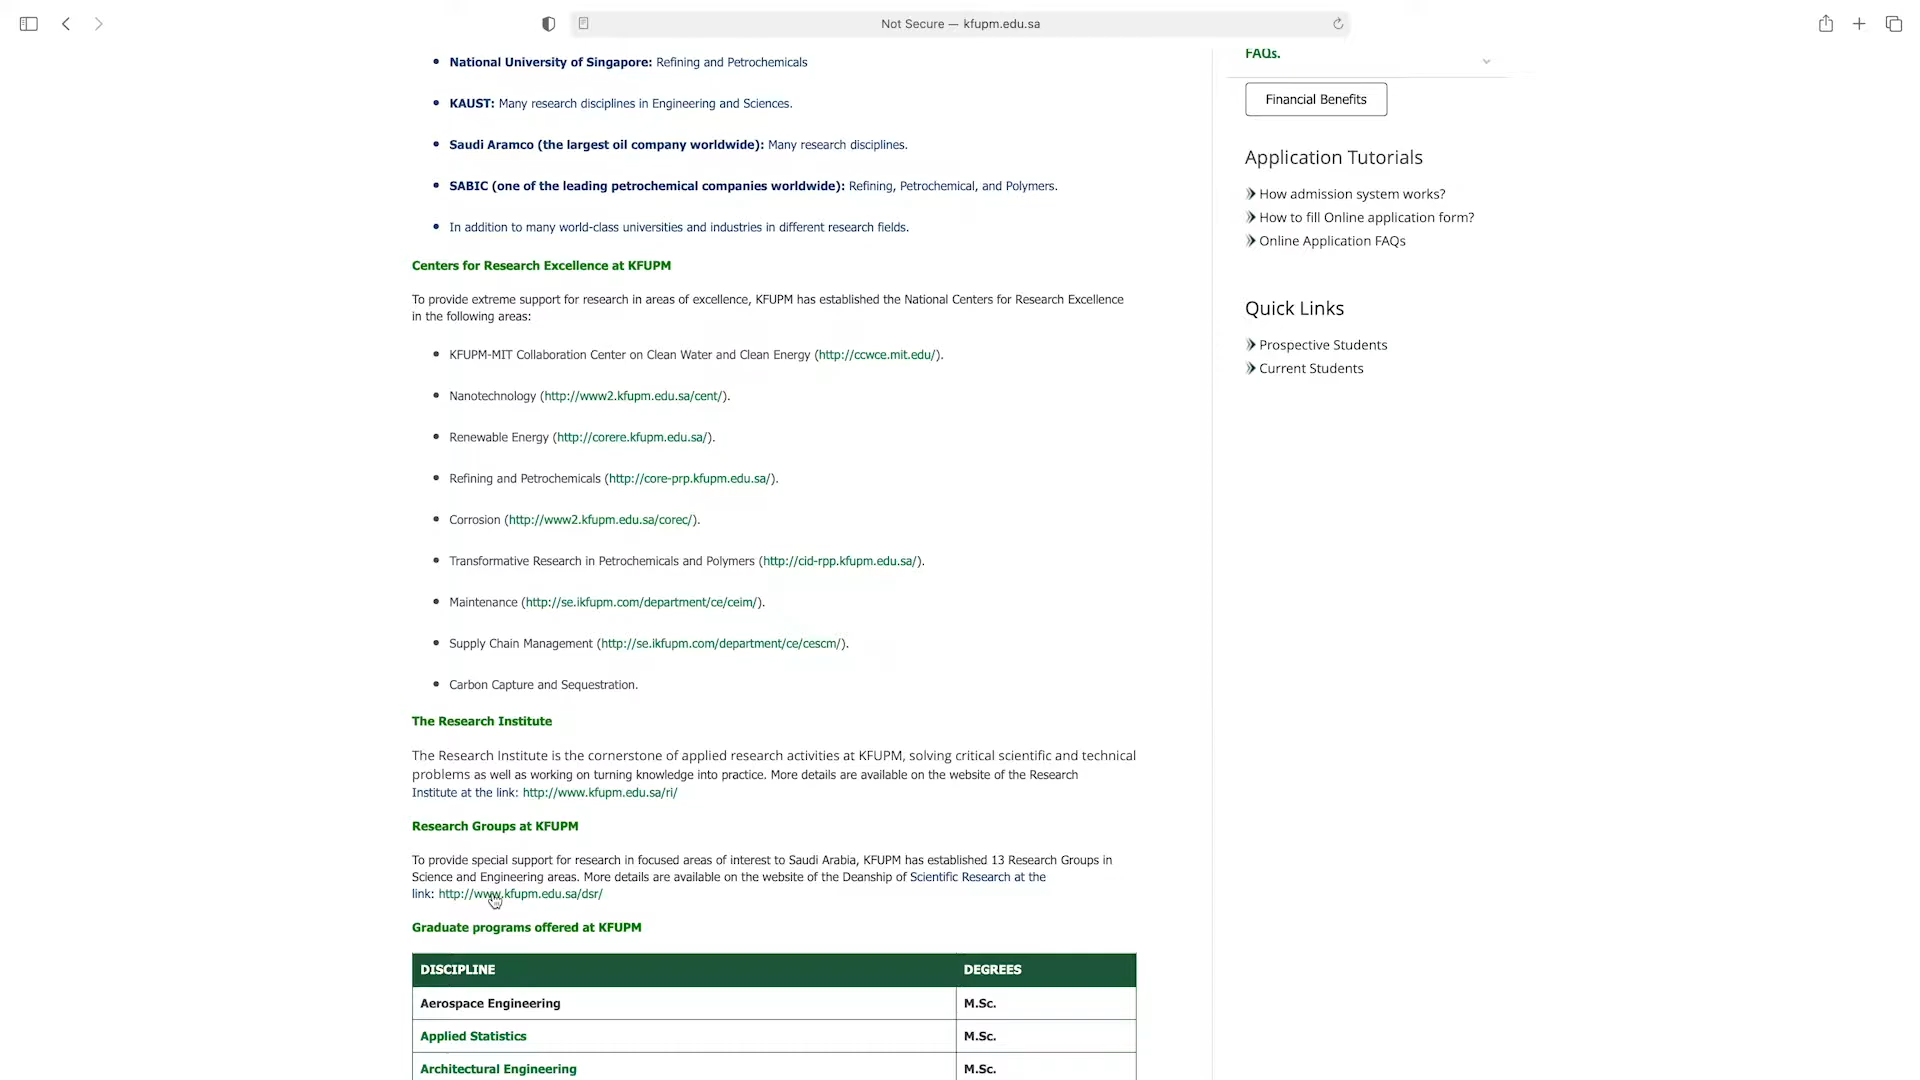 Not Secure — kfupm.edu.sa
National University of Singapore: Refining and Petrochemicals
KAUST: Many research disciplines in Engineering and Sciences.
Saudi Aramco (the largest oil company worldwide): Many research disciplines.
SABIC (one of the leading petrochemical companies worldwide): Refining, Petrochemical, and Polymers.
In addition to many world-class universities and industries in different research fields.
Centers for Research Excellence at KFUPM
To provide extreme support for research in areas of excellence, KFUPM has established the National Centers for Research Excellence
in the following areas:
KFUPM-MIT Collaboration Center on Clean Water and Clean Energy (http://ccwce.mit.edu/).
Nanotechnology (http://www2.kfupm.edu.sa/cent/).
Renewable Energy (http://corere.kfupm.edu.sa/).
Refining and Petrochemicals (http://core-prp.kfupm.edu.sa/).
Corrosion (http://www2.kfupm.edu.sa/corec/).
Transformative Research in Petrochemicals and Polymers (http://cid-rpp.kfupm.edu.sa/).
Maintenance (http://se.ikfupm.com/department/ce/ceim/).
Supply Chain Management (http://se.ikfupm.com/department/ce/cescm/).
Carbon Capture and Sequestration.
The Research Institute
The Research Institute is the cornerstone of applied research activities at KFUPM, solving critical scientific and technical
problems as well as working on turning knowledge into practice. More details are available on the website of the Research
Institute at the link: http://www.kfupm.edu.sa/ri/
Research Groups at KFUPM
To provide special support for research in focused areas of interest to Saudi Arabia, KFUPM has established 13 Research Groups in
Science and Engineering areas. More details are available on the website of the Deanship of Scientific Research at the
link: http://www.kfupm.edu.sa/dsr/
Graduate programs offered at KFUPM
DISCIPLINE DEGREES
Aerospace Engineering M.Sc.
Applied Statistics M.Sc.
Architectural Engineering M.Sc.
FAQs.
Financial Benefits
Application Tutorials
How admission system works?
How to fill Online application form?
Online Application FAQs
Quick Links
Prospective Students
Current Students